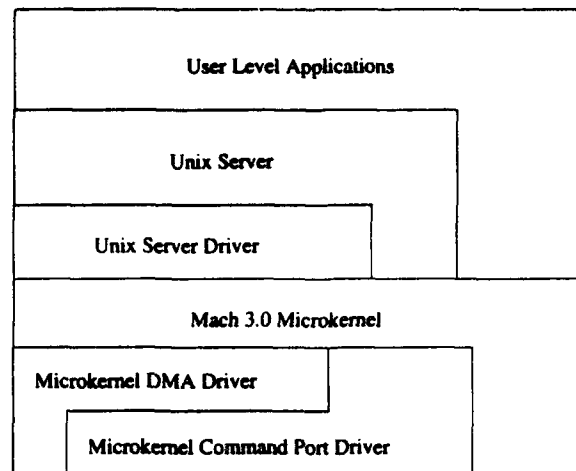 User Level Applications
Unix Server
Unix Server Driver
Mach 3.0 Microkernel
Microkernel DMA Driver
Microkernel Command Port Driver